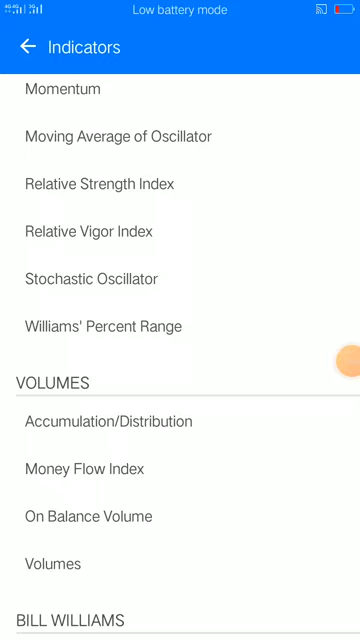 Low battery mode
Indicators
Momentum
Moving Average of Oscillator
Relative Strength Index
Relative Vigor Index
Stochastic Oscillator
Williams' Percent Range
VOLUMES
Accumulation/Distribution
Money Flow Index
On Balance Volume
Volumes
BILL WILLIAMS